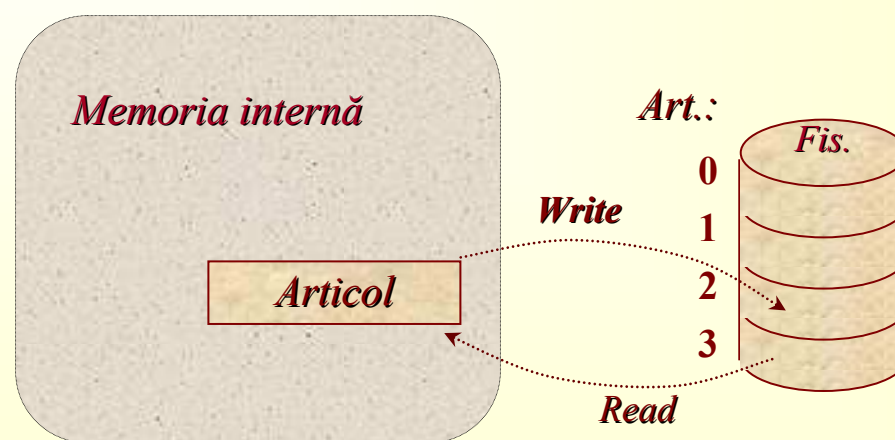 Memoria internă
Art.:
Fis.
0
Write
1
Articol
2
3
Read